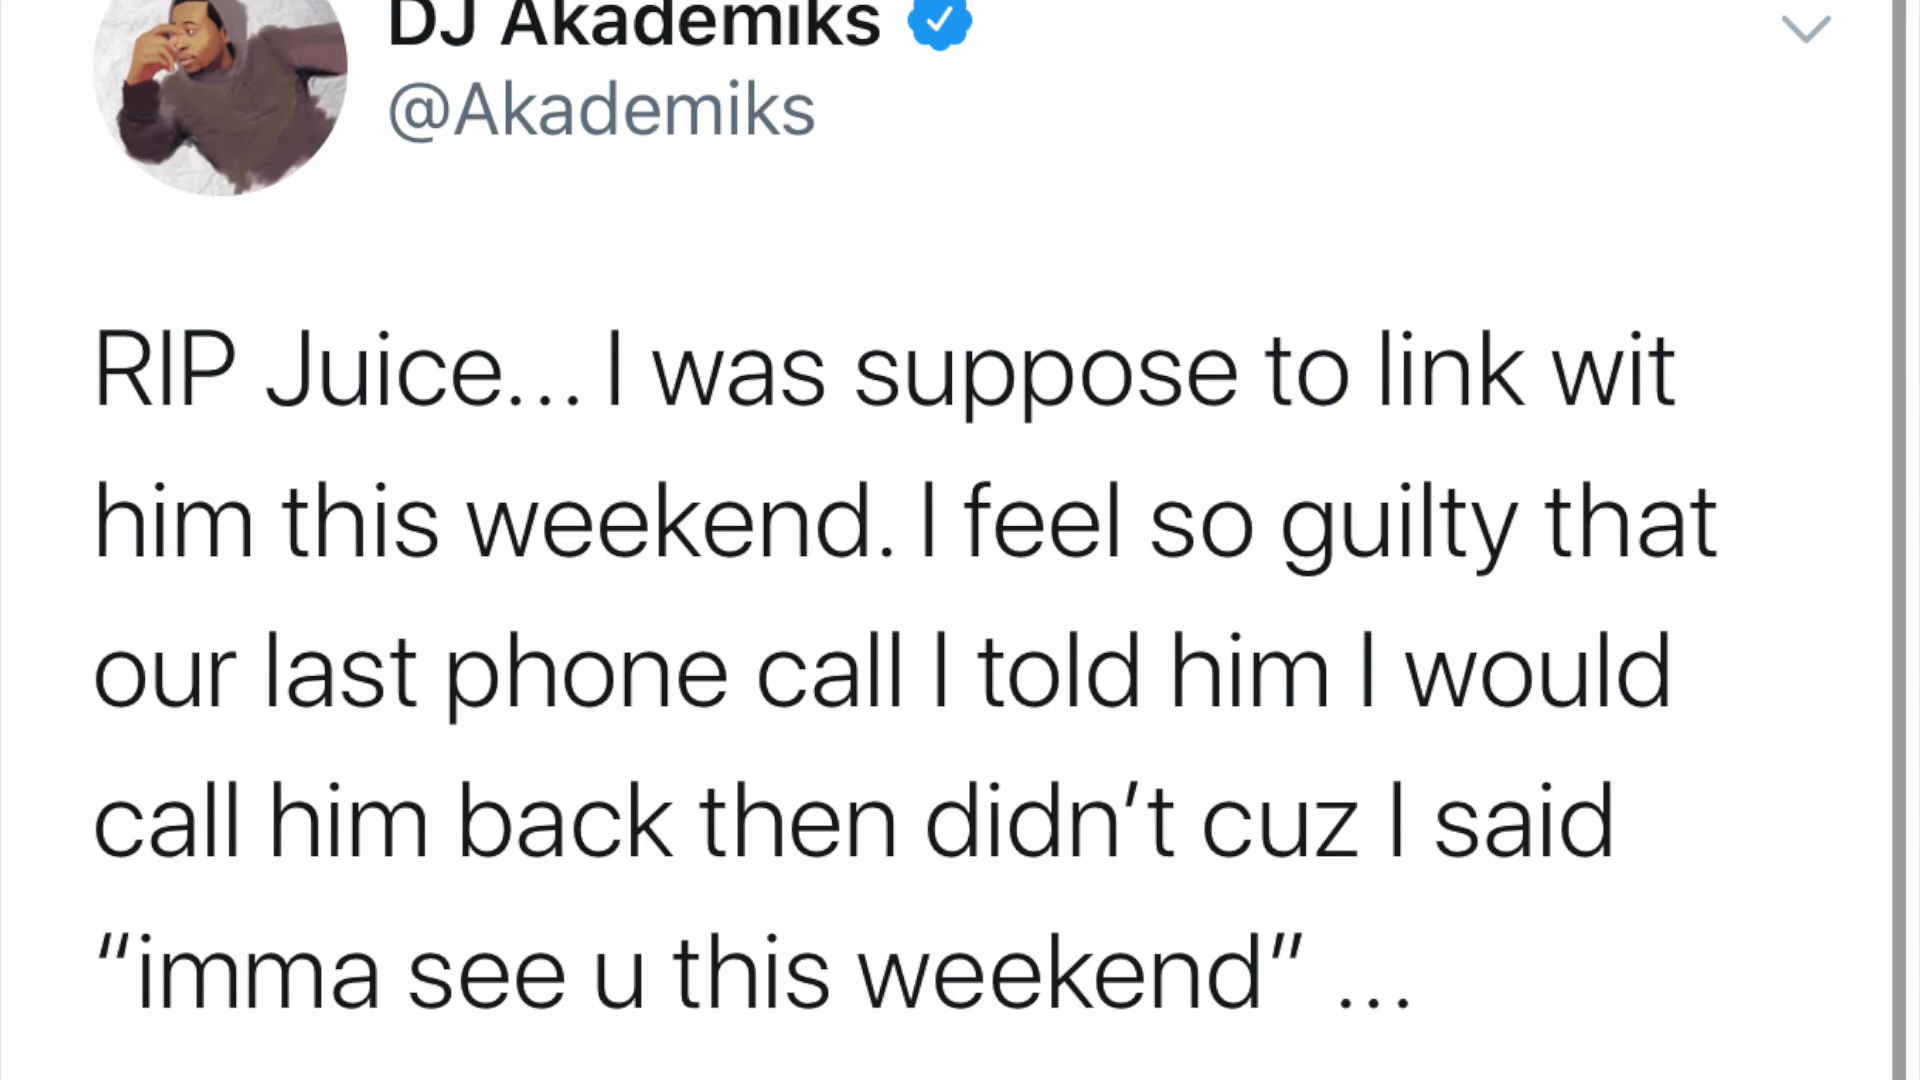 DJ Akademiks
@Akademiks
RIP Juice... I was suppose to link wit
him this weekend. I feel so guilty that
our last phone call I told him I would
call him back then didn’t cuz I said
“imma see u this weekend” ...